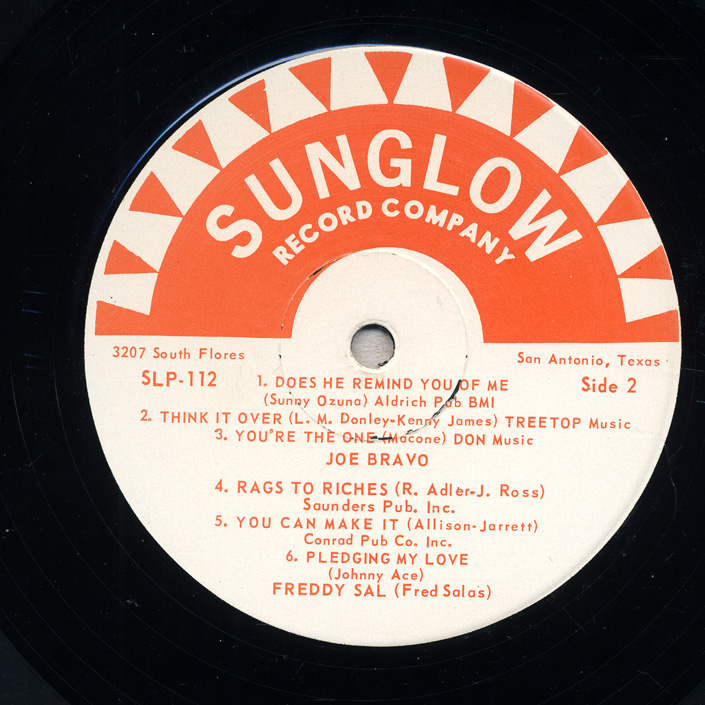 SUNGLOW
RECORD COMPANY
3207 South Flores
San Antonio, Texas
SLP-112
Side 2
1. DOES HE REMIND YOU OF ME
(Sunny Ozuna) Aldrich Pub BMI
2. THINK IT OVER (L. M. Donley-Kenny James) TREETOP Music
3. YOU'RE THE ONE (Macone) DON Music
JOE BRAVO
4. RAGS TO RICHES (R. Adler-J. Ross)
Saunders Pub. Inc.
5. YOU CAN MAKE IT (Allison-Jarrett)
Conrad Pub Co. Inc.
6. PLEDGING MY LOVE
(Johnny Ace)
FREDDY SAL (Fred Salas)